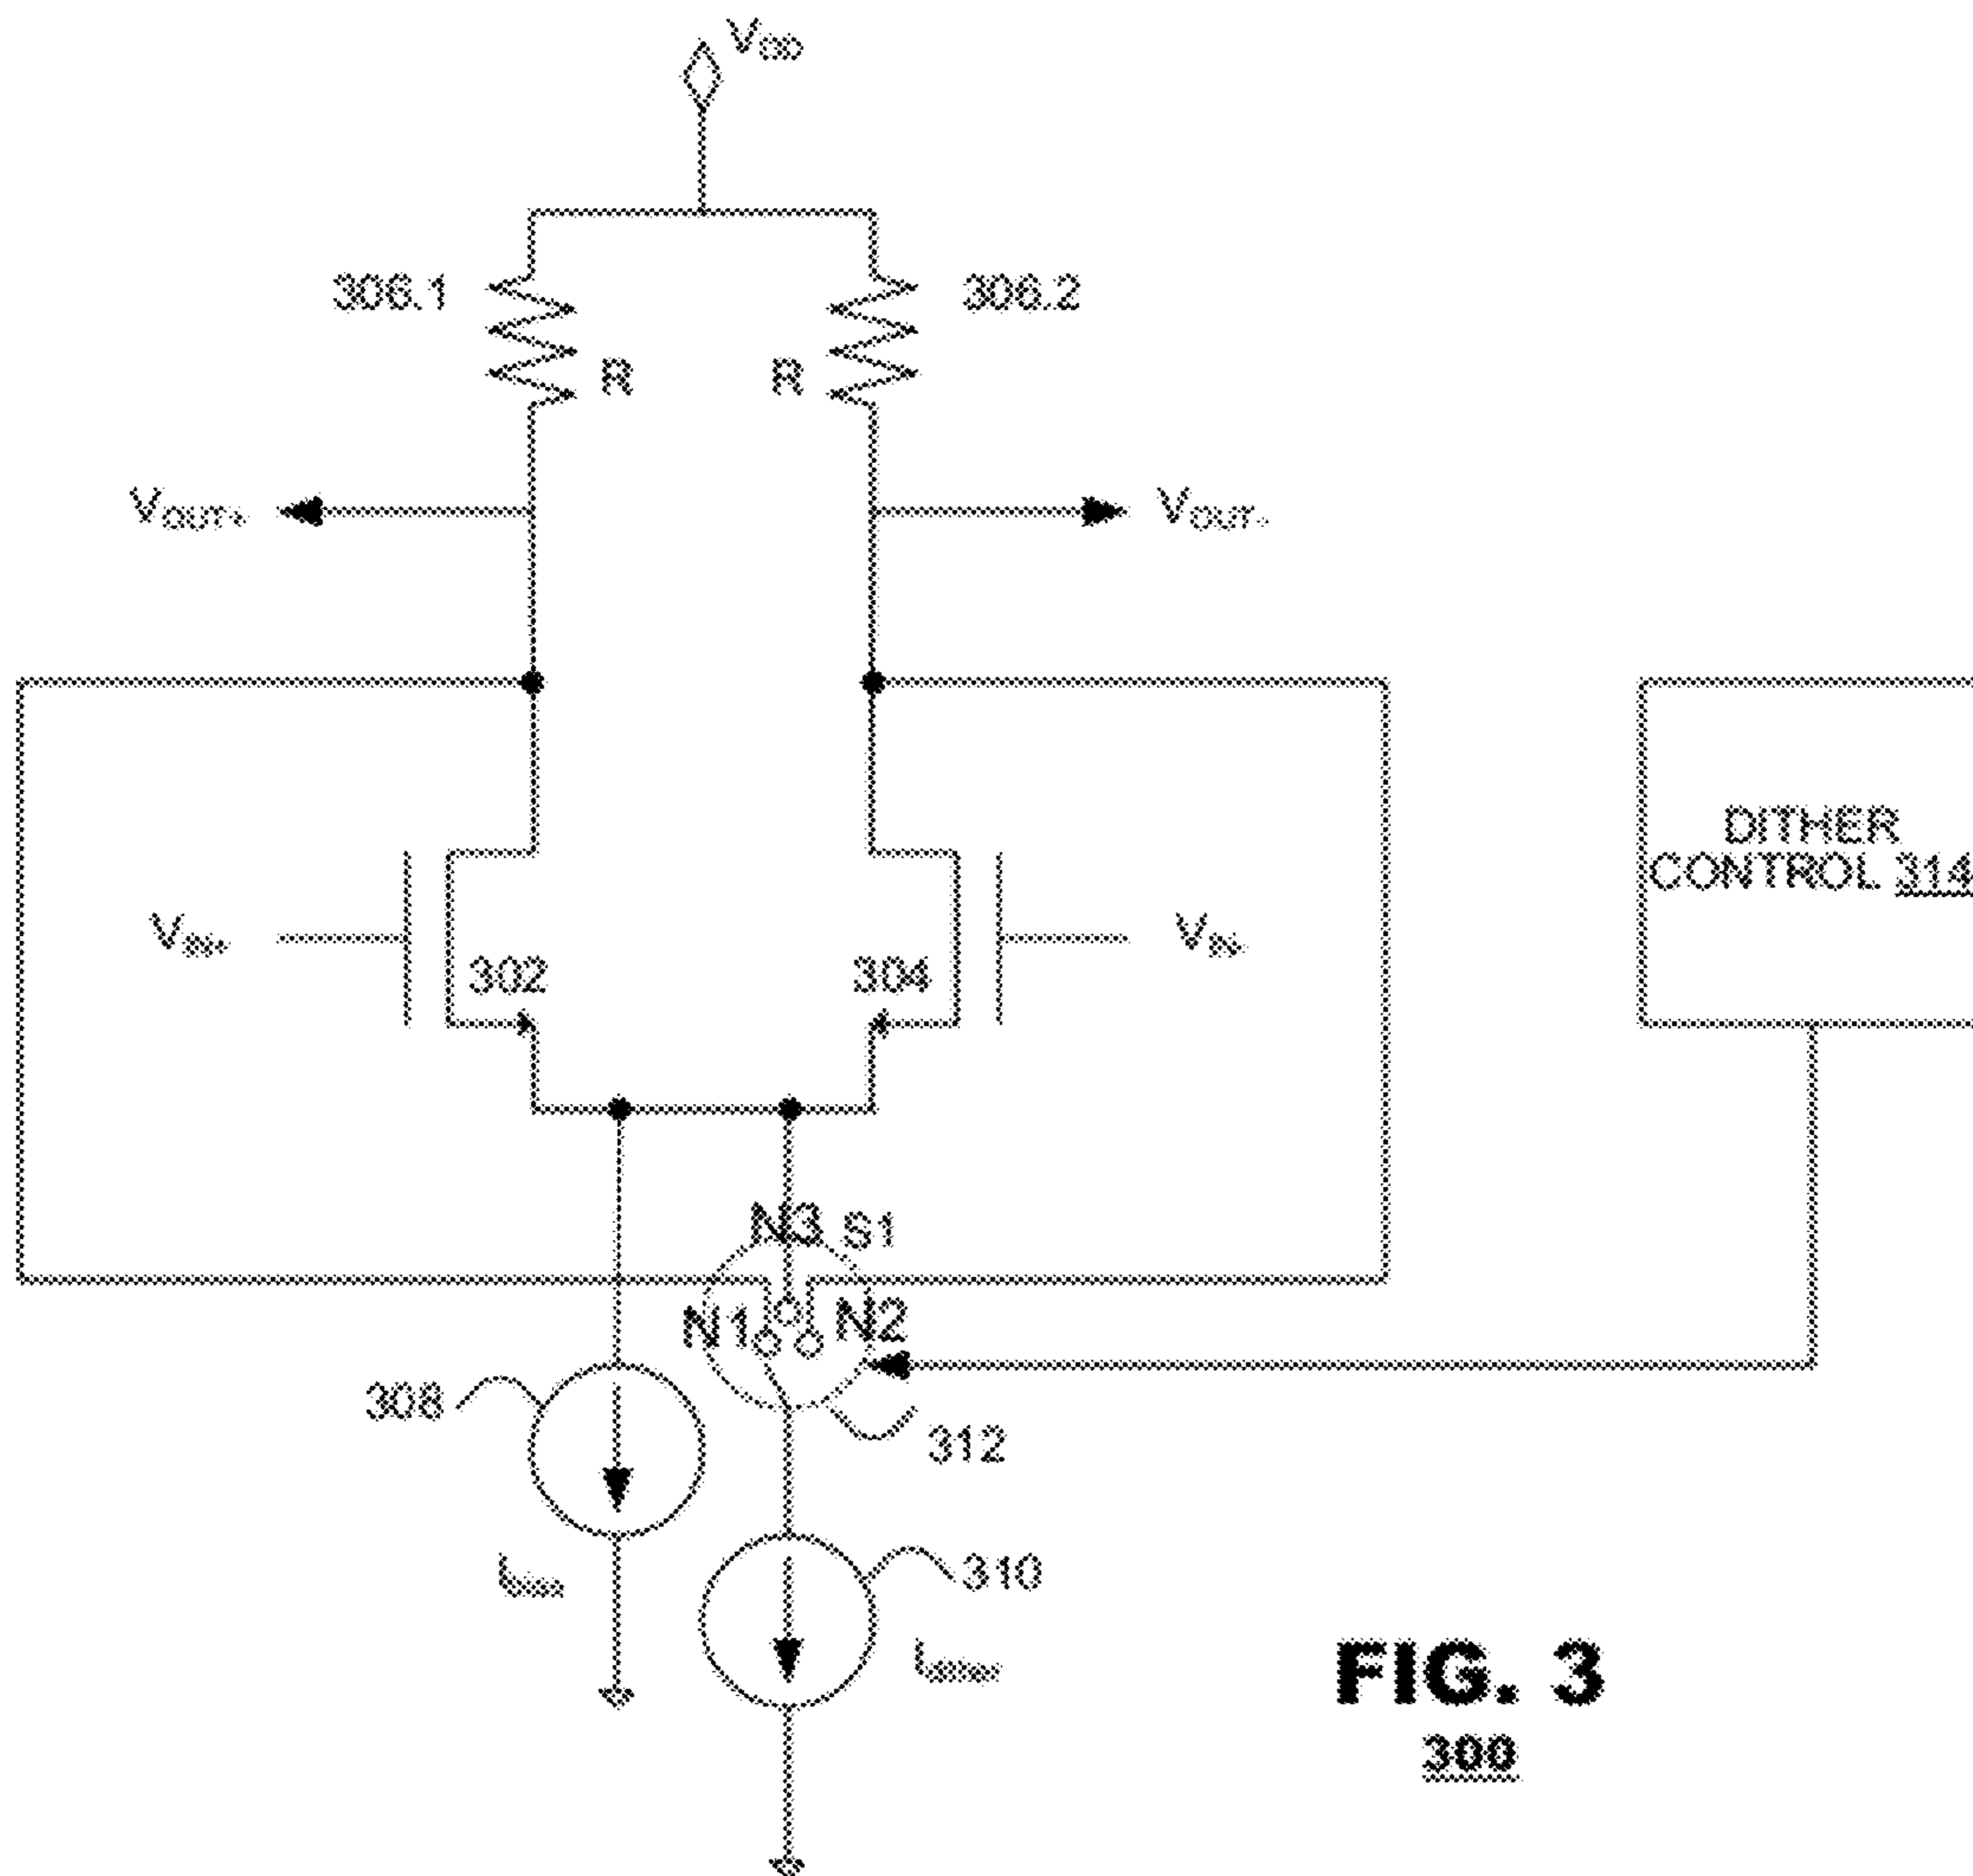 VDD
306.1
306.2
R
R
VOUT+
VOUT-
DITHER
CONTROL 314
VIN+
VIN-
302
304
N3
S1
N1
N2
308
312
Ibias
310
FIG. 3
300